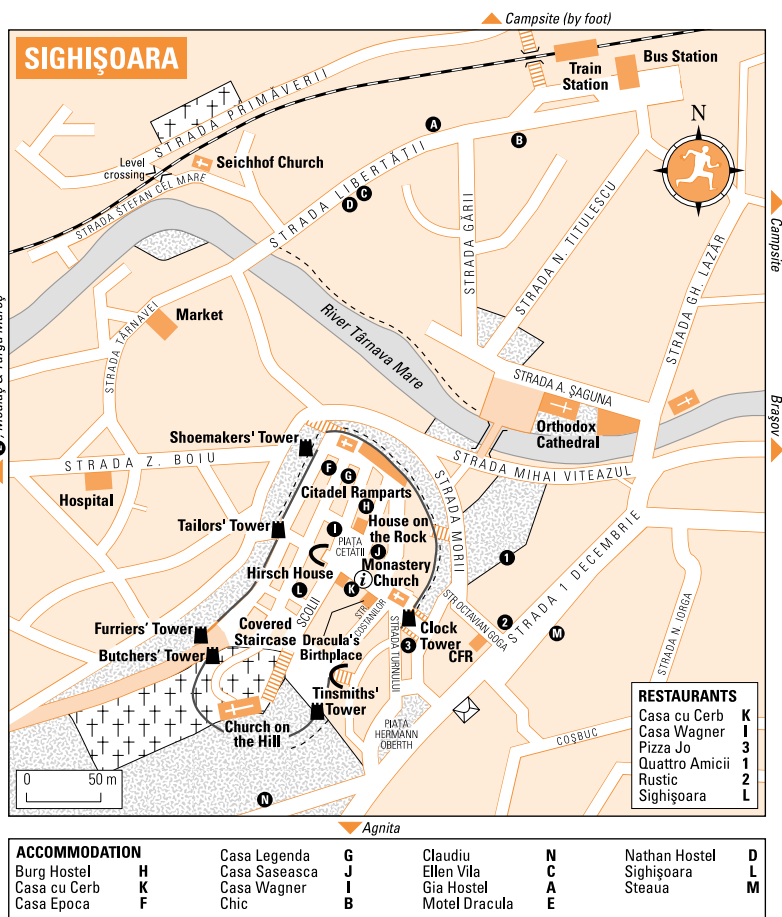 Campsite (by foot)
SIGHIŞOARA
Train
Station
Bus Station
N
STRADA PRIMĂVERII
Level
crossing
Seichhof Church
STRADA ŞTEFAN CEL MARE
STRADA LIBERTĂŢII
A
B
C
D
STRADA GĂRII
STRADA N. TITULESCU
STRADA GH. LAZĂR
Campsite
Market
STRADA TÂRNAVEI
River Târnava Mare
STRADA A. ŞAGUNA
Orthodox
Cathedral
Braşov
STRADA MIHAI VITEAZUL
Shoemakers' Tower
STRADA Z. BOIU
Hospital
F
G
Citadel Ramparts
H
House on
the Rock
STRADA MORII
Tailors' Tower
I
PIAŢA
CETĂŢII
J
Monastery
Church
i
Hirsch House
K
L
1
STRADA 1 DECEMBRIE
STR OCTAVIAN GOGA
2
M
STRADA N. IORGA
SCOLII
STR.
COSTANILOR
Furriers' Tower
Butchers' Tower
Covered
Staircase
Dracula's
Birthplace
Clock
Tower
3
CFR
STRADA TURNULUI
Tinsmiths'
Tower
Church on
the Hill
PIAŢA
HERMANN
OBERTH
COŞBUC
0 50 m
N
RESTAURANTS
Casa cu Cerb K
Casa Wagner I
Pizza Jo 3
Quattro Amicii 1
Rustic 2
Sighişoara L
Agnita
ACCOMMODATION
Burg Hostel H
Casa cu Cerb K
Casa Epoca F
Casa Legenda G
Casa Saseasca J
Casa Wagner I
Chic B
Claudiu N
Ellen Vila C
Gia Hostel A
Motel Dracula E
Nathan Hostel D
Sighişoara L
Steaua M